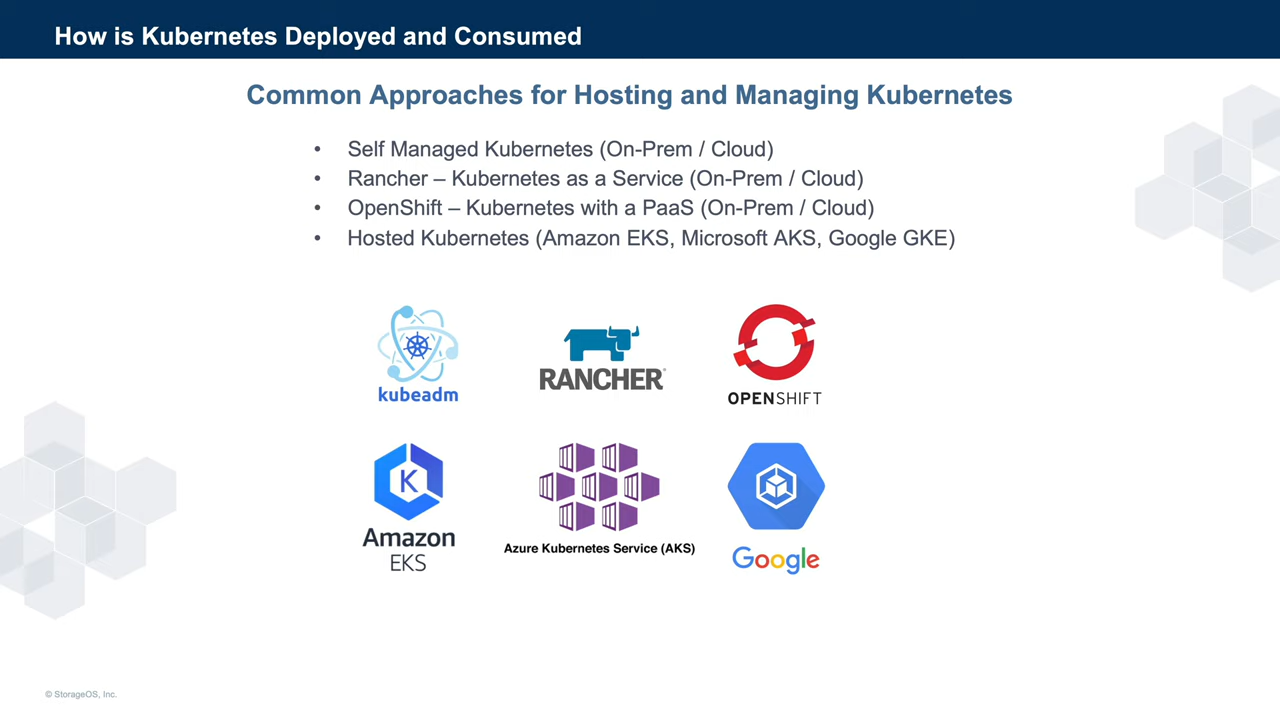 How is Kubernetes Deployed and Consumed
Common Approaches for Hosting and Managing Kubernetes
• Self Managed Kubernetes (On-Prem / Cloud)
• Rancher – Kubernetes as a Service (On-Prem / Cloud)
• OpenShift – Kubernetes with a PaaS (On-Prem / Cloud)
• Hosted Kubernetes (Amazon EKS, Microsoft AKS, Google GKE)
kubeadm
RANCHER
OPENSHIFT
K
Amazon
EKS
Azure Kubernetes Service (AKS)
Google
© StorageOS, Inc.